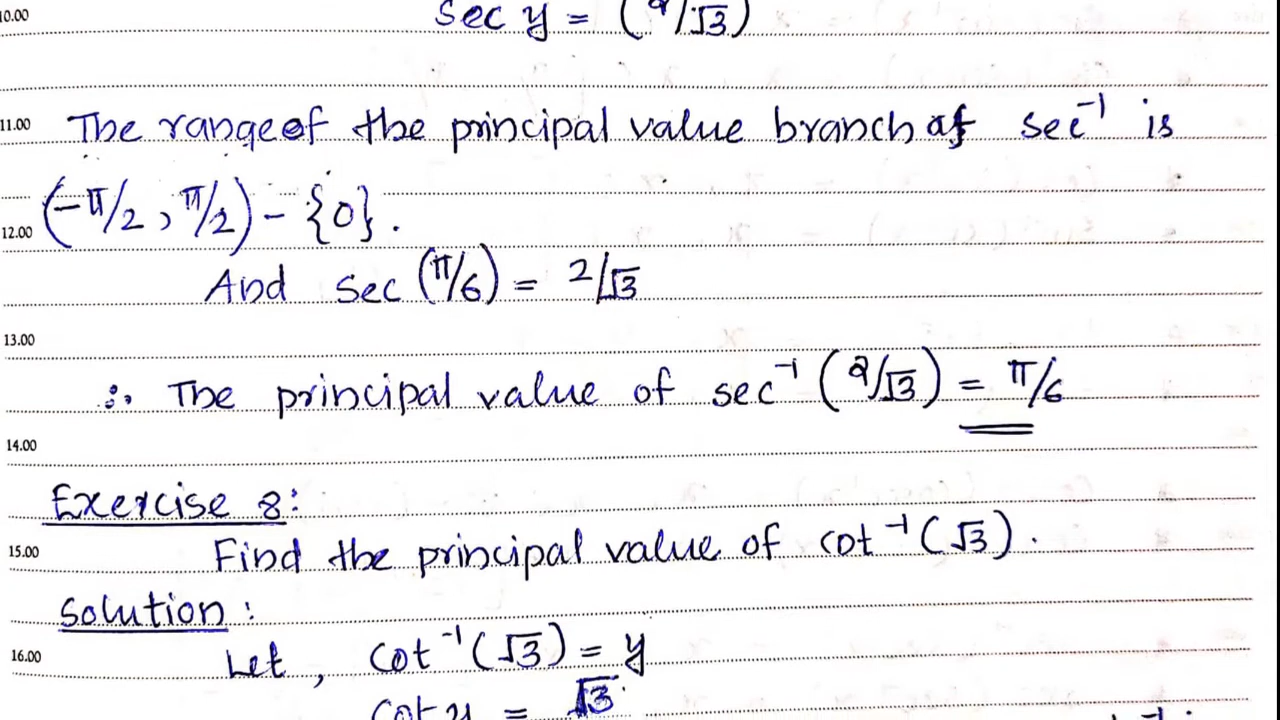 10.00 Sec y = (2/√3)
11.00 The range of the principal value branch of sec⁻¹ is
(-π/2, π/2) - {0}.
12.00
And sec (π/6) = 2/√3
13.00
∴ The principal value of sec⁻¹ (2/√3) = π/6
14.00
Exercise 8:
Find the principal value of cot⁻¹(√3).
15.00
Solution:
16.00 Let, cot⁻¹(√3) = y
cot y = √3